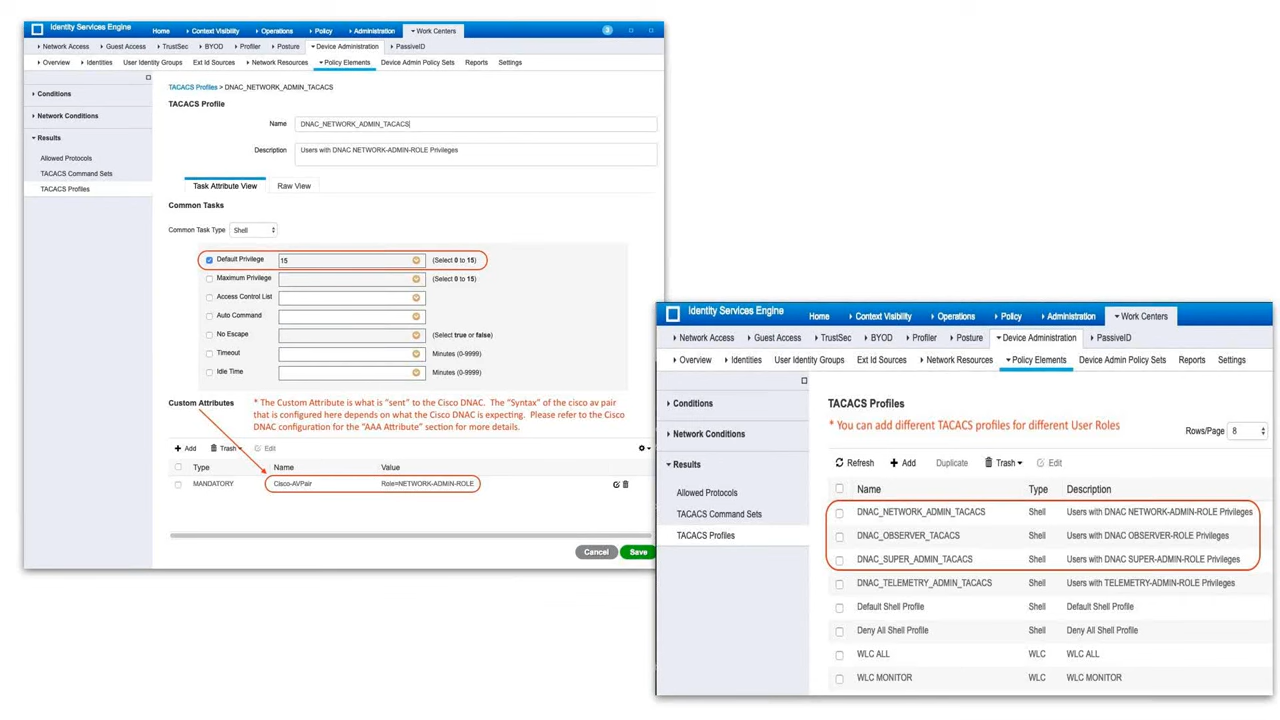 Identity Services Engine
Home Context Visibility Operations Policy Administration Work Centers 3
Network Access Guest Access TrustSec BYOD Profiler Posture Device Administration PassiveID
Overview Identities User Identity Groups Ext Id Sources Network Resources Policy Elements Device Admin Policy Sets Reports Settings
Conditions
Network Conditions
Results
Allowed Protocols
TACACS Command Sets
TACACS Profiles
TACACS Profiles > DNAC_NETWORK_ADMIN_TACACS
TACACS Profile
Name DNAC_NETWORK_ADMIN_TACACS
Description Users with DNAC NETWORK-ADMIN-ROLE Privileges
Task Attribute View Raw View
Common Tasks
Common Task Type Shell
Default Privilege 15 (Select 0 to 15)
Maximum Privilege (Select 0 to 15)
Access Control List
Auto Command
No Escape (Select true or false)
Timeout Minutes (0-9999)
Idle Time Minutes (0-9999)
Custom Attributes
* The Custom Attribute is what is “sent” to the Cisco DNAC. The “Syntax” of the cisco av pair
that is configured here depends on what the Cisco DNAC is expecting. Please refer to the Cisco
DNAC configuration for the “AAA Attribute” section for more details.
Add Trash Edit
Type Name Value
MANDATORY Cisco-AVPair Role=NETWORK-ADMIN-ROLE
Cancel Save
Identity Services Engine
Home Context Visibility Operations Policy Administration Work Centers
Network Access Guest Access TrustSec BYOD Profiler Posture Device Administration PassiveID
Overview Identities User Identity Groups Ext Id Sources Network Resources Policy Elements Device Admin Policy Sets Reports Settings
Conditions
Network Conditions
Results
Allowed Protocols
TACACS Command Sets
TACACS Profiles
TACACS Profiles
* You can add different TACACS profiles for different User Roles
Rows/Page 8
Refresh Add Duplicate Trash Edit
Name Type Description
DNAC_NETWORK_ADMIN_TACACS Shell Users with DNAC NETWORK-ADMIN-ROLE Privileges
DNAC_OBSERVER_TACACS Shell Users with DNAC OBSERVER-ROLE Privileges
DNAC_SUPER_ADMIN_TACACS Shell Users with DNAC SUPER-ADMIN-ROLE Privileges
DNAC_TELEMETRY_ADMIN_TACACS Shell Users with TELEMETRY-ADMIN-ROLE Privileges
Default Shell Profile Shell Default Shell Profile
Deny All Shell Profile Shell Deny All Shell Profile
WLC ALL WLC WLC ALL
WLC MONITOR WLC WLC MONITOR